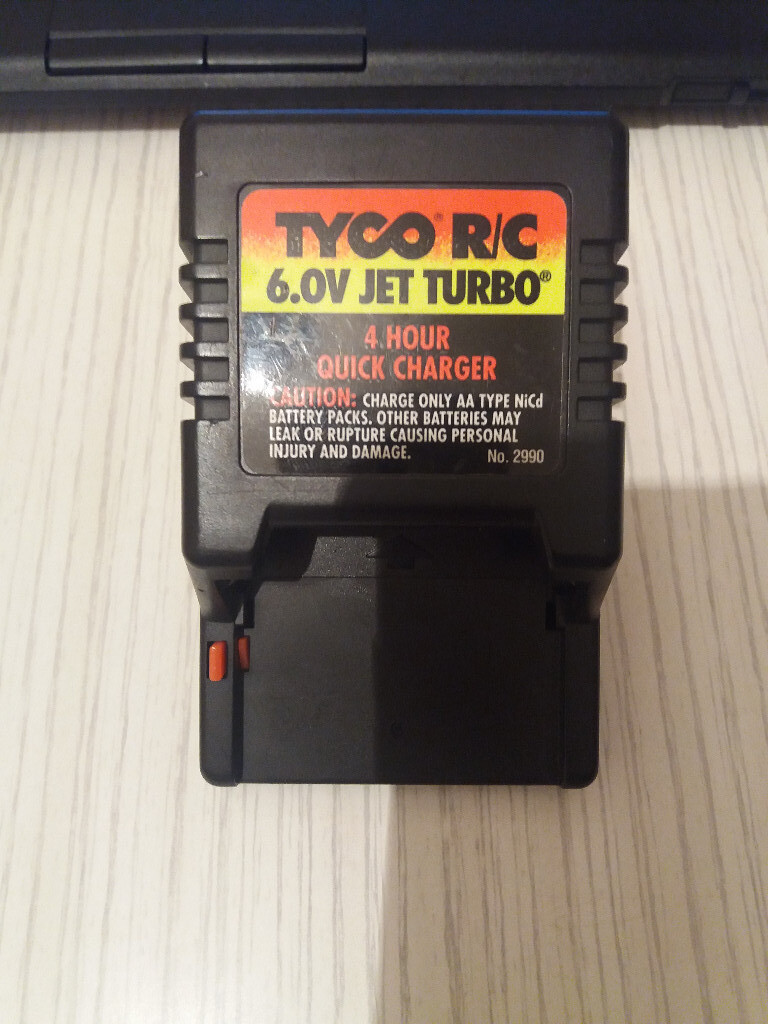 TYCO® R/C
6.0V JET TURBO®
4 HOUR
QUICK CHARGER
CAUTION: CHARGE ONLY AA TYPE NiCd
BATTERY PACKS. OTHER BATTERIES MAY
LEAK OR RUPTURE CAUSING PERSONAL
INJURY AND DAMAGE. No. 2990